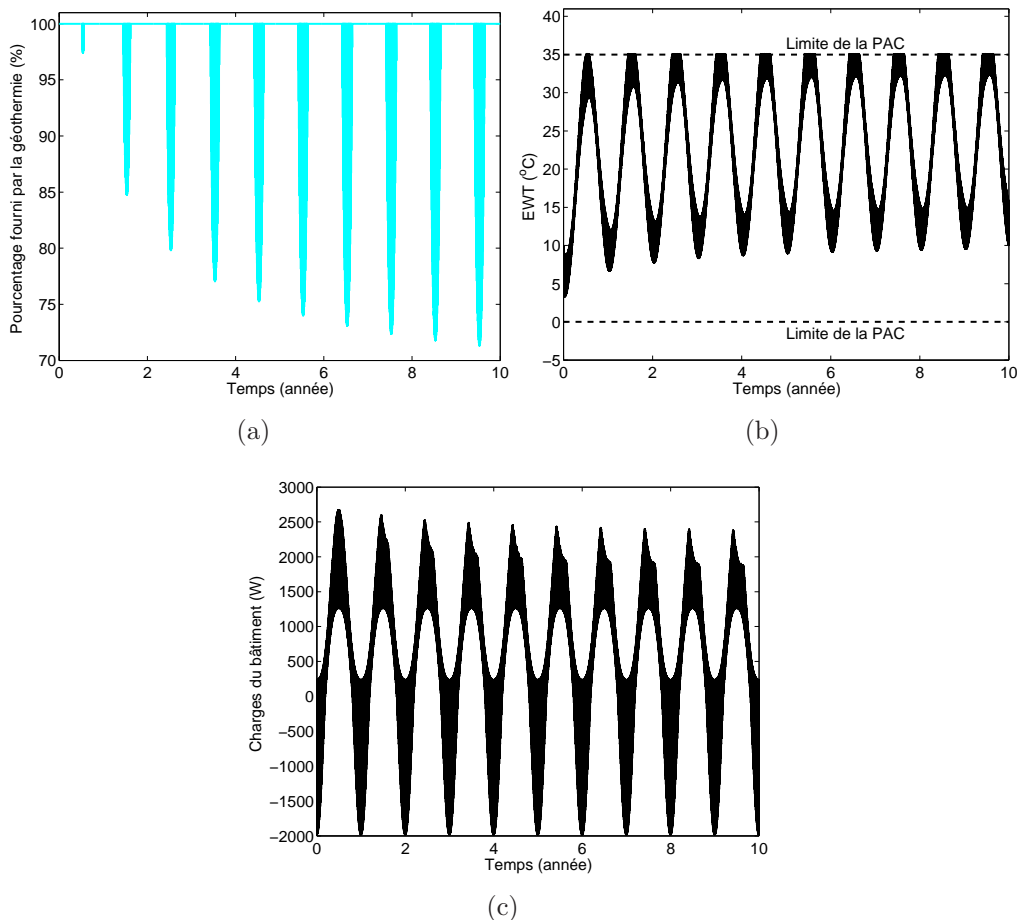 100
95
90
85
80
75
70
Pourcentage fourni par la géothermie (%)
0 2 4 6 8 10
Temps (année)
(a)
40
35
30
25
20
15
10
5
0
−5
EWT (°C)
Limite de la PAC
Limite de la PAC
0 2 4 6 8 10
Temps (année)
(b)
3000
2500
2000
1500
1000
500
0
−500
−1000
−1500
−2000
Charges du bâtiment (W)
0 2 4 6 8 10
Temps (année)
(c)